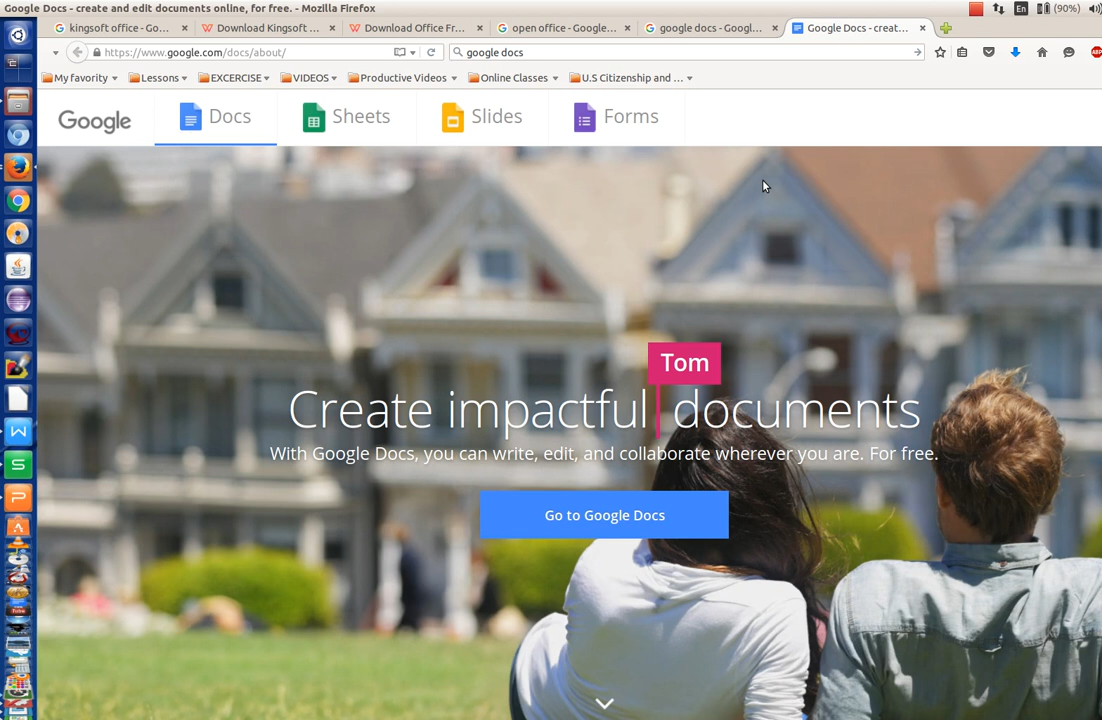 Google Docs - create and edit documents online, for free. - Mozilla Firefox
En (90%)
kingsoft office - Go... × Download Kingsoft ... × Download Office Fr... × open office - Google... × google docs - Googl... × Google Docs - creat... ×
https://www.google.com/docs/about/ google docs
My favority Lessons EXCERCISE VIDEOS Productive Videos Online Classes U.S Citizenship and ...
Google Docs Sheets Slides Forms
Tom
Create impactful documents
With Google Docs, you can write, edit, and collaborate wherever you are. For free.
Go to Google Docs